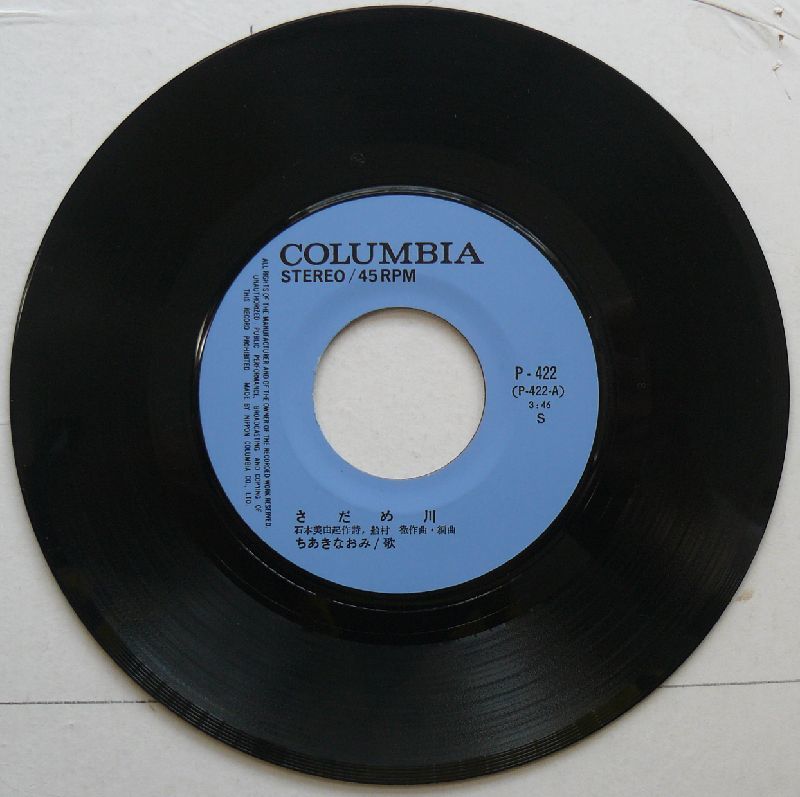 COLUMBIA
STEREO/45RPM
ALL RIGHTS OF THE MANUFACTURER AND OF THE OWNER OF THE RECORDED WORK RESERVED.
UNAUTHORIZED PUBLIC PERFORMANCE, BROADCASTING AND COPYING OF
THIS RECORD PROHIBITED. MADE BY NIPPON COLUMBIA CO., LTD.
P-422
(P-422-A)
3:46
S
さだめ川
石本美由起作詩,船村 徹作曲・編曲
ちあきなおみ/歌